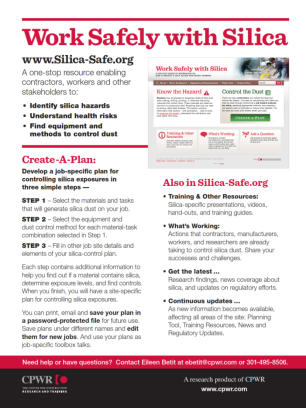 Work Safely with Silica
www.Silica-Safe.org
A one-stop resource enabling
contractors, workers and other
stakeholders to:
• Identify silica hazards
• Understand health risks
• Find equipment and
methods to control dust
Work Safely with Silica
Know the Hazard
Control the Dust
Training & Other
Resources
What's Working
Ask a Question
Create-A-Plan:
Develop a job-specific plan for
controlling silica exposures in
three simple steps —
STEP 1 – Select the materials and tasks
that will generate silica dust on your job.
STEP 2 – Select the equipment and
dust control method for each material-task
combination selected in Step 1.
STEP 3 – Fill in other job site details and
elements of your silica-control plan.
Each step contains additional information to
help you find out if a material contains silica,
determine exposure levels, and find controls.
When you finish, you will have a site-specific
plan for controlling silica exposures.
You can print, email and save your plan in
a password-protected file for future use.
Save plans under different names and edit
them for new jobs. And use your plans as
job-specific toolbox talks.
Also in Silica-Safe.org
• Training & Other Resources:
Silica-specific presentations, videos,
hand-outs, and training guides.
• What's Working:
Actions that contractors, manufacturers,
workers, and researchers are already
taking to control silica dust. Share your
successes and challenges.
• Get the latest ...
Research findings, news coverage about
silica, and updates on regulatory efforts.
• Continuous updates ...
As new information becomes available,
affecting all areas of the site: Planning
Tool, Training Resources, News and
Regulatory Updates.
Need help or have questions? Contact Eileen Betit at ebetit@cpwr.com or 301-495-8506.
CPWR
THE CENTER FOR CONSTRUCTION
RESEARCH AND TRAINING
A research product of CPWR
www.cpwr.com